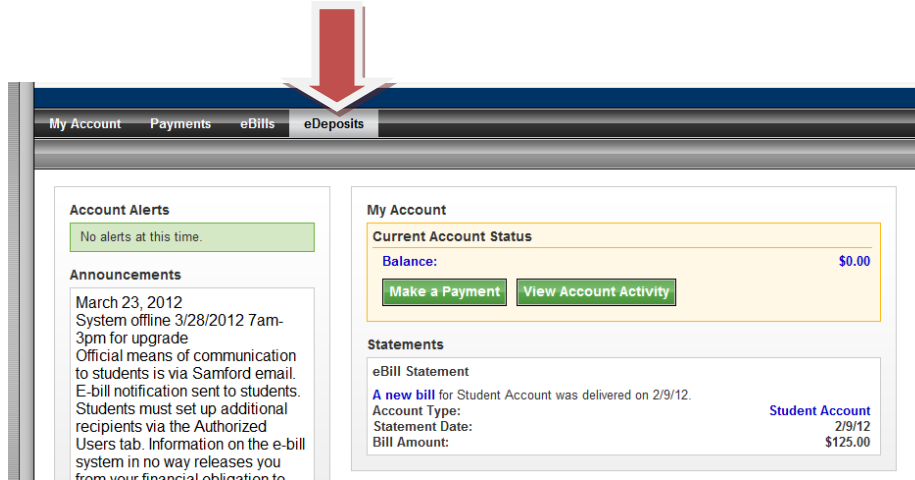 My Account Payments eBills eDeposits
Account Alerts
No alerts at this time.
Announcements
March 23, 2012
System offline 3/28/2012 7am-
3pm for upgrade
Official means of communication
to students is via Samford email.
E-bill notification sent to students.
Students must set up additional
recipients via the Authorized
Users tab. Information on the e-bill
system in no way releases you
from your financial obligation to
My Account
Current Account Status
Balance: $0.00
Make a Payment View Account Activity
Statements
eBill Statement
A new bill for Student Account was delivered on 2/9/12.
Account Type: Student Account
Statement Date: 2/9/12
Bill Amount: $125.00